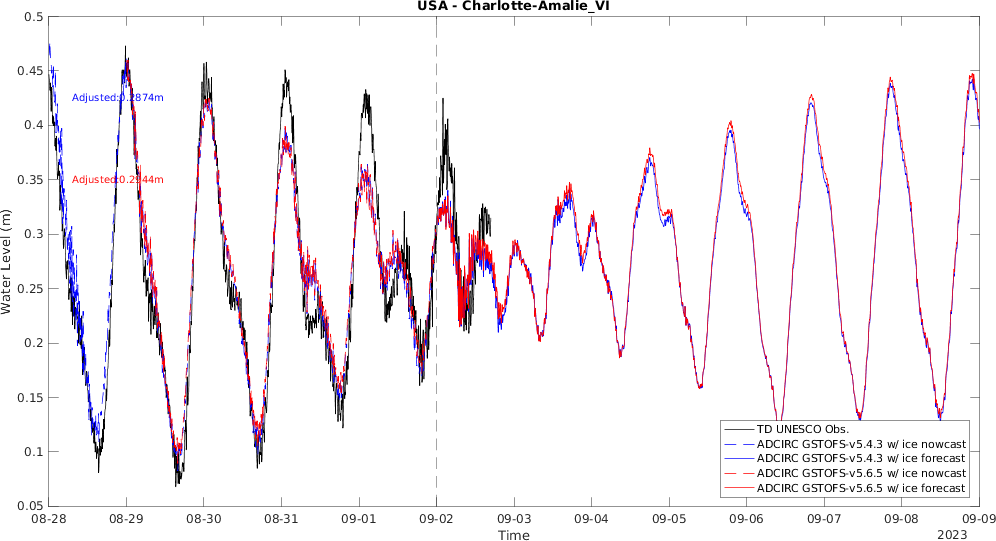 USA - Charlotte-Amalie_VI
0.5
0.45
0.4
0.35
0.3
0.25
0.2
0.15
0.1
0.05
Water Level (m)
Adjusted:0.2874m
Adjusted:0.2944m
TD UNESCO Obs.
ADCIRC GSTOFS-v5.4.3 w/ ice nowcast
ADCIRC GSTOFS-v5.4.3 w/ ice forecast
ADCIRC GSTOFS-v5.6.5 w/ ice nowcast
ADCIRC GSTOFS-v5.6.5 w/ ice forecast
08-28 08-29 08-30 08-31 09-01 09-02 09-03 09-04 09-05 09-06 09-07 09-08 09-09
Time
2023